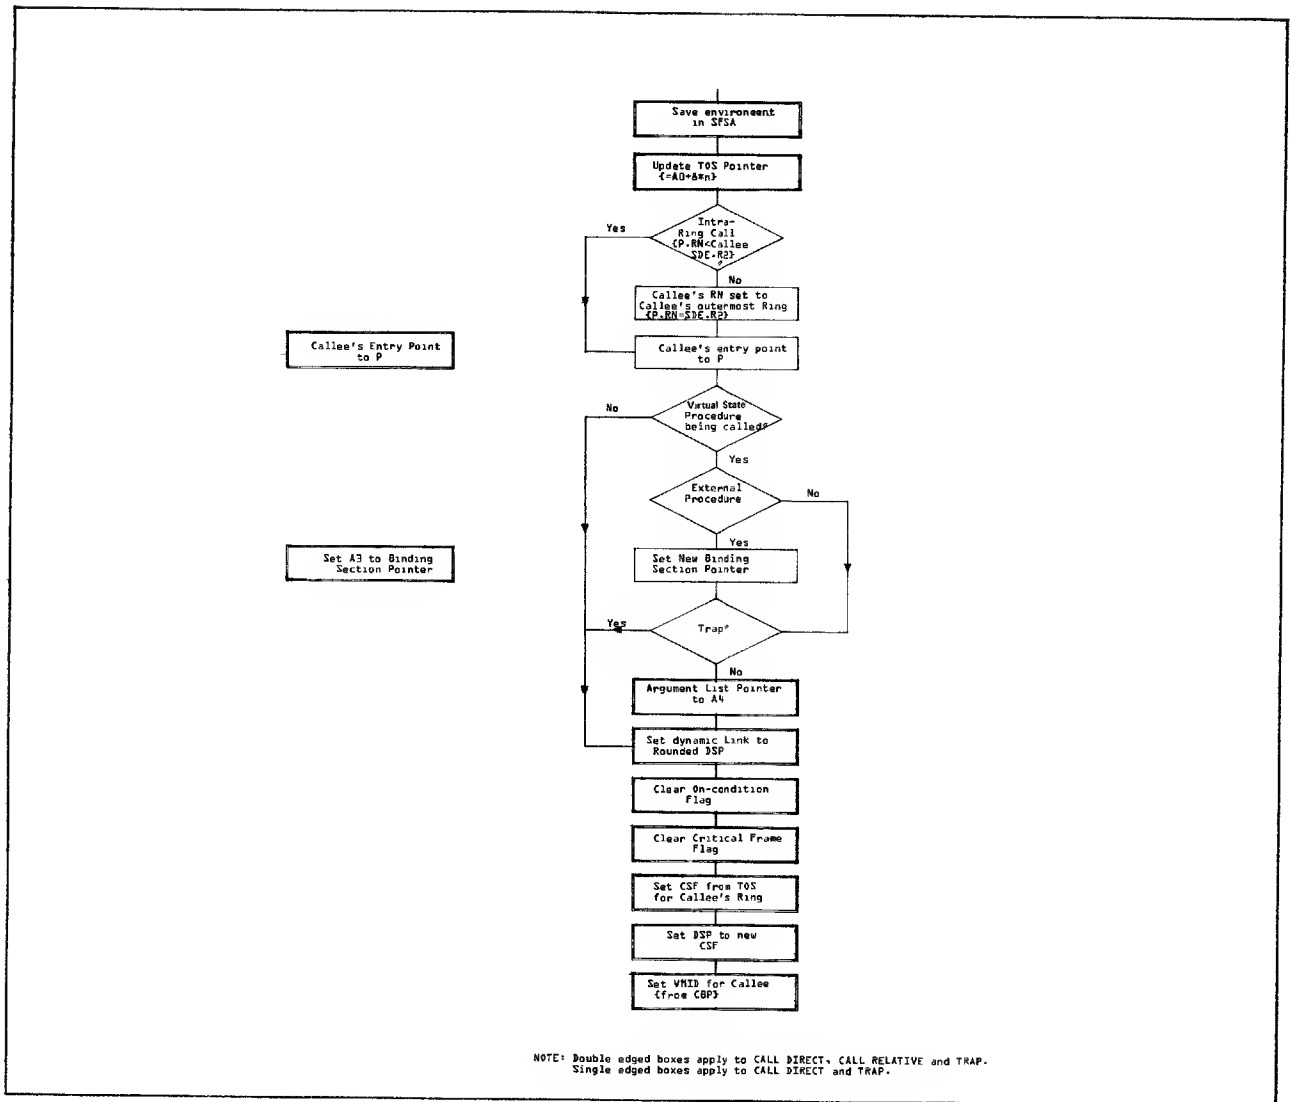 Save environment
in SFSA
Update TOS Pointer
{=A0+8*n}
Intra-
Ring Call
{P.RN<Callee
SDE.R2}
?
Yes
No
Callee's RN set to
Callee's outermost Ring
{P.RN=SDE.R2}
Callee's Entry Point
to P
Callee's entry point
to P
Virtual State
Procedure
being called?
No
Yes
External
Procedure
No
Yes
Set A3 to Binding
Section Pointer
Set New Binding
Section Pointer
Trap?
Yes
No
Argument List Pointer
to A4
Set dynamic Link to
Rounded DSP
Clear On-condition
Flag
Clear Critical Frame
Flag
Set CSF from TOS
for Callee's Ring
Set DSP to new
CSF
Set VMID for Callee
{from CBP}
NOTE: Double edged boxes apply to CALL DIRECT, CALL RELATIVE and TRAP.
Single edged boxes apply to CALL DIRECT and TRAP.